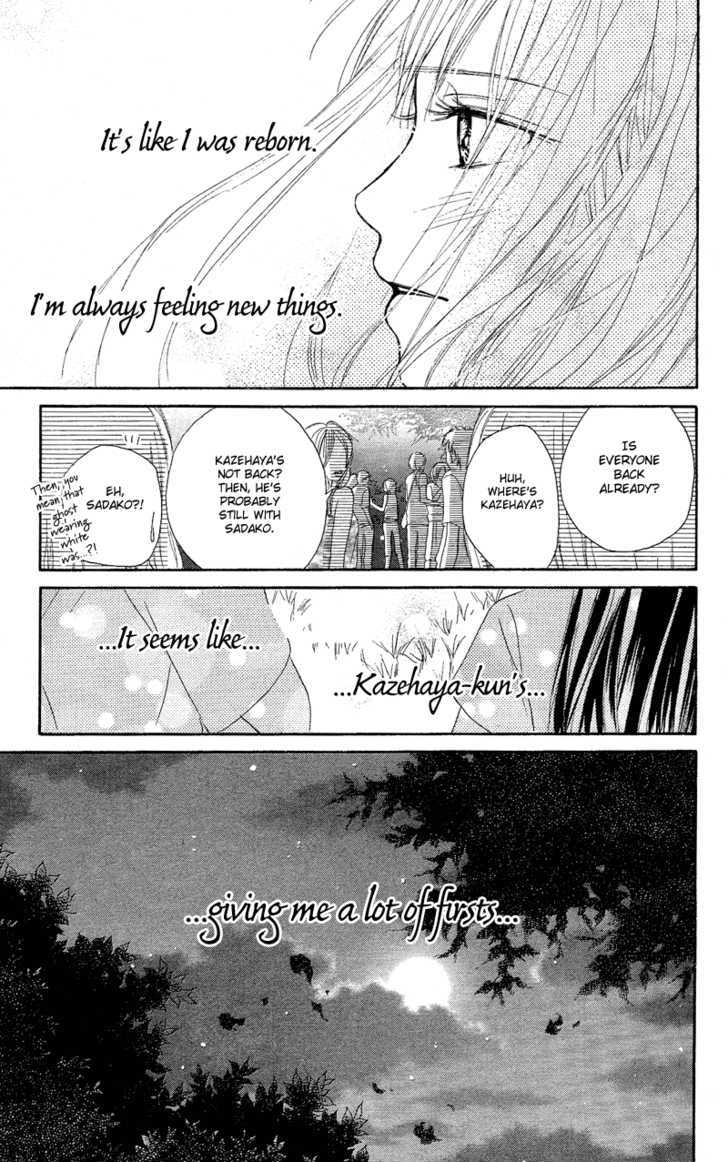 It's like I was reborn.
I'm always feeling new things.
IS
EVERYONE
BACK
ALREADY?
HUH,
WHERE'S
KAZEHAYA?
KAZEHAYA'S
NOT BACK?
THEN, HE'S
PROBABLY
STILL WITH
SADAKO.
EH,
SADAKO?!
Then, you
mean, that
ghost
wearing
white
was...?!
...It seems like...
...Kazehaya-kun's...
...giving me a lot of firsts...